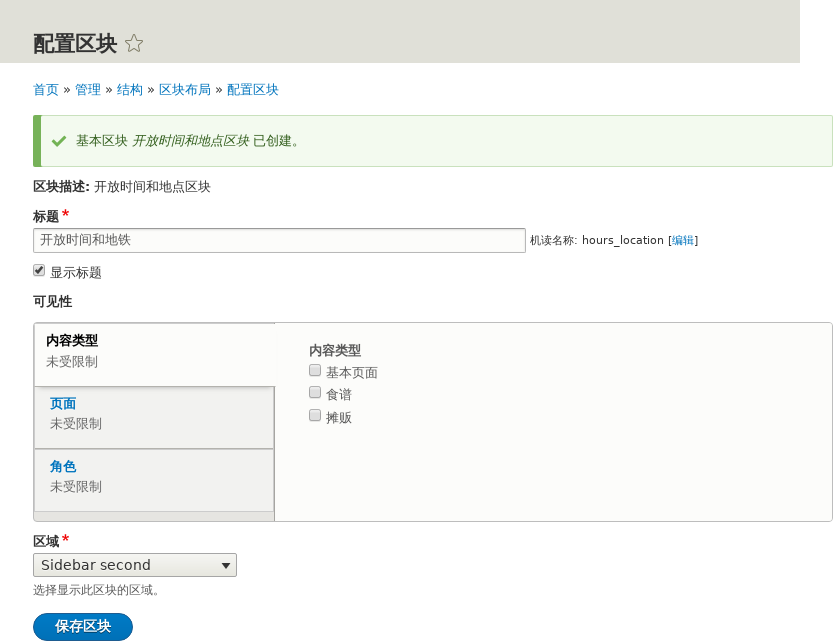 配置区块
首页 » 管理 » 结构 » 区块布局 » 配置区块
基本区块 开放时间和地点区块 已创建。
区块描述: 开放时间和地点区块
标题*
开放时间和地铁 机读名称: hours_location [编辑]
显示标题
可见性
内容类型
未受限制
页面
未受限制
角色
未受限制
内容类型
基本页面
食谱
摊贩
区域*
Sidebar second
选择显示此区块的区域。
保存区块